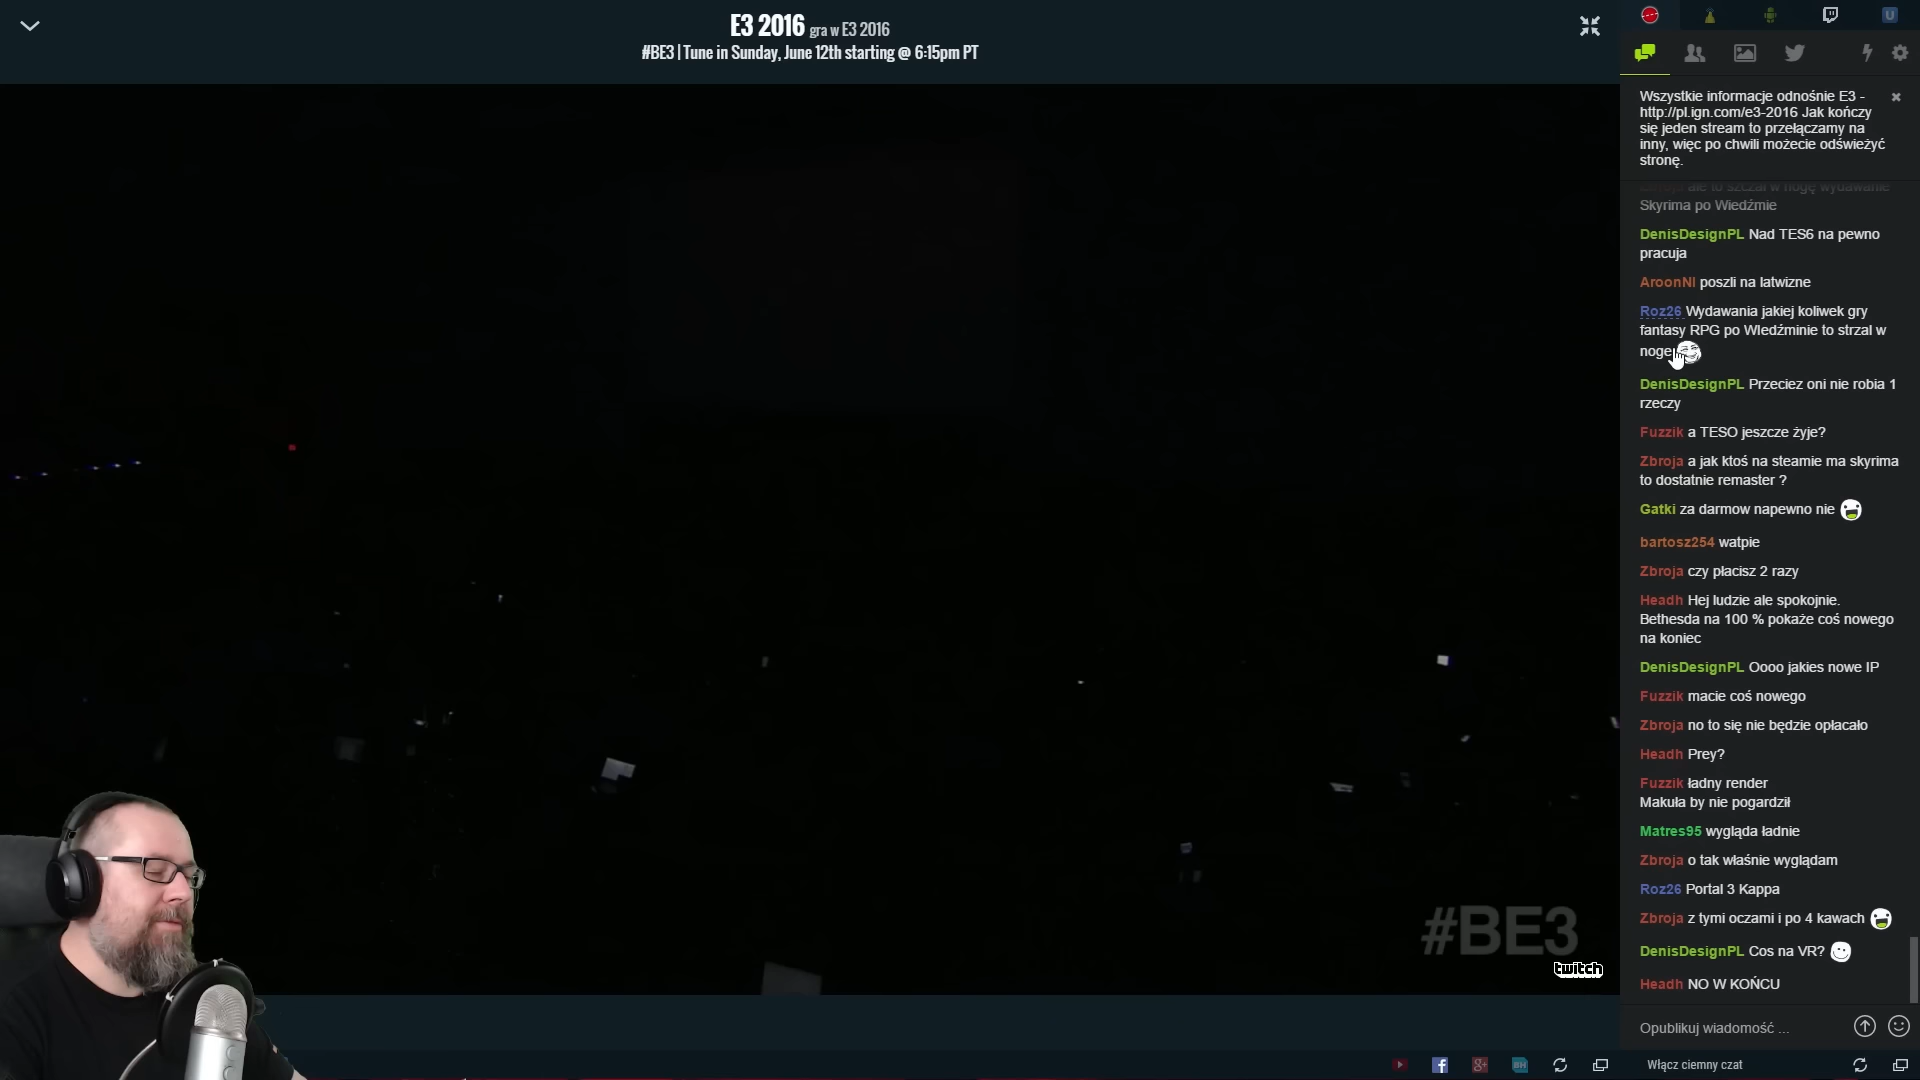 E3 2016 gra w E3 2016
#BE3 | Tune in Sunday, June 12th starting @ 6:15pm PT
Wszystkie informacje odnośnie E3 -
http://pl.ign.com/e3-2016 Jak kończy
się jeden stream to przełączamy na
inny, więc po chwili możecie odświeżyć
stronę.
Zbroja ale to szczał w nogę wydawanie
Skyrima po Wiedźmie
DenisDesignPL Nad TES6 na pewno
pracuja
AroonNI poszli na latwizne
Roz26 Wydawania jakiej koliwek gry
fantasy RPG po WIedźminie to strzal w
noge
DenisDesignPL Przeciez oni nie robia 1
rzeczy
Fuzzik a TESO jeszcze żyje?
Zbroja a jak ktoś na steamie ma skyrima
to dostatnie remaster ?
Gatki za darmow napewno nie
bartosz254 watpie
Zbroja czy płacisz 2 razy
Headh Hej ludzie ale spokojnie.
Bethesda na 100 % pokaże coś nowego
na koniec
DenisDesignPL Oooo jakies nowe IP
Fuzzik macie coś nowego
Zbroja no to się nie będzie opłacało
Headh Prey?
Fuzzik ładny render
Makuła by nie pogardził
Matres95 wygląda ładnie
Zbroja o tak właśnie wyglądam
Roz26 Portal 3 Kappa
Zbroja z tymi oczami i po 4 kawach
DenisDesignPL Cos na VR?
Headh NO W KOŃCU
#BE3
twitch
Opublikuj wiadomość ...
BH
Włącz ciemny czat